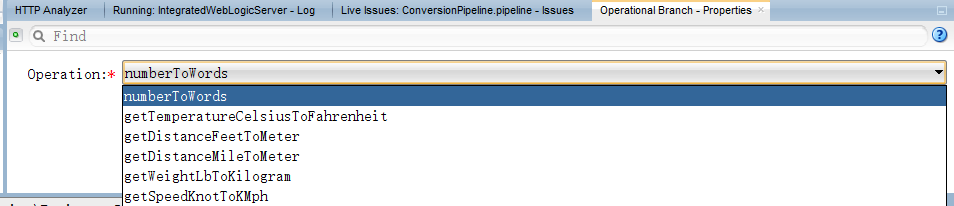 HTTP Analyzer Running: IntegratedWebLogicServer - Log Live Issues: ConversionPipeline.pipeline - Issues Operational Branch - Properties ×
Find ?
Operation:* numberToWords
numberToWords
getTemperatureCelsiusToFahrenheit
getDistanceFeetToMeter
getDistanceMileToMeter
getWeightLbToKilogram
getSpeedKnotToKMph